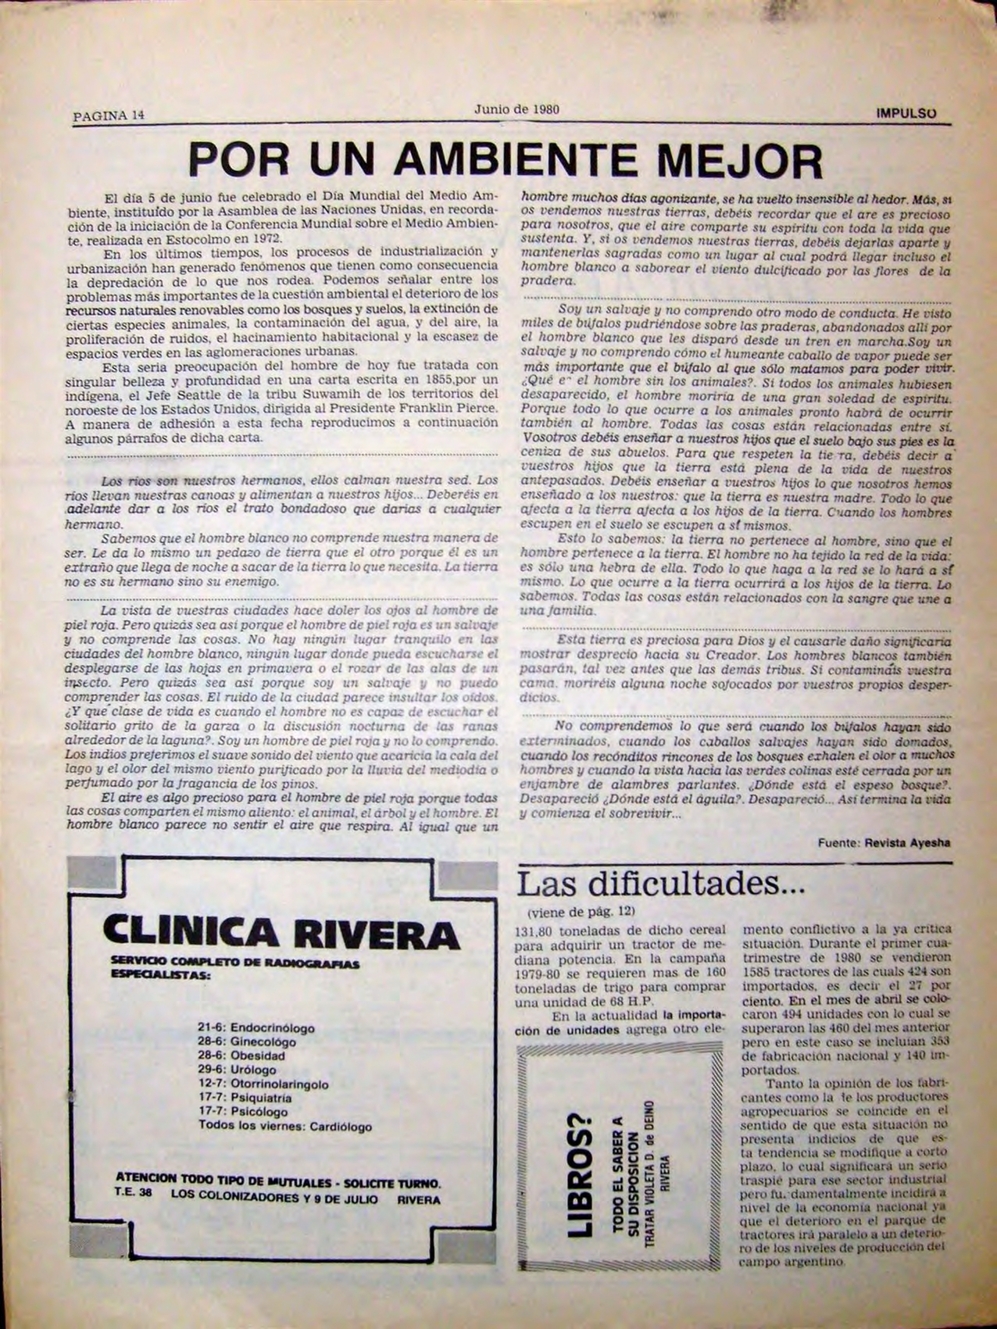 PAGINA 14
Junio de 1980
IMPULSO
POR UN AMBIENTE MEJOR
El día 5 de junio fue celebrado el Día Mundial del Medio Am-
biente, instituído por la Asamblea de las Naciones Unidas, en recorda-
ción de la iniciación de la Conferencia Mundial sobre el Medio Ambien-
te, realizada en Estocolmo en 1972.
En los últimos tiempos, los procesos de industrialización y
urbanización han generado fenómenos que tienen como consecuencia
la depredación de lo que nos rodea. Podemos señalar entre los
problemas más importantes de la cuestión ambiental el deterioro de los
recursos naturales renovables como los bosques y suelos, la extinción de
ciertas especies animales, la contaminación del agua, y del aire, la
proliferación de ruidos, el hacinamiento habitacional y la escasez de
espacios verdes en las aglomeraciones urbanas.
Esta seria preocupación del hombre de hoy fue tratada con
singular belleza y profundidad en una carta escrita en 1855,por un
indígena, el Jefe Seattle de la tribu Suwamih de los territorios del
noroeste de los Estados Unidos, dirigida al Presidente Franklin Pierce.
A manera de adhesión a esta fecha reproducimos a continuación
algunos párrafos de dicha carta.
Los ríos son nuestros hermanos, ellos calman nuestra sed. Los
ríos llevan nuestras canoas y alimentan a nuestros hijos... Deberéis en
adelante dar a los ríos el trato bondadoso que darías a cualquier
hermano.
Sabemos que el hombre blanco no comprende nuestra manera de
ser. Le da lo mismo un pedazo de tierra que el otro porque él es un
extraño que llega de noche a sacar de la tierra lo que necesita. La tierra
no es su hermano sino su enemigo.
La vista de vuestras ciudades hace doler los ojos al hombre de
piel roja. Pero quizás sea así porque el hombre de piel roja es un salvaje
y no comprende las cosas. No hay ningún lugar tranquilo en las
ciudades del hombre blanco, ningún lugar donde pueda escucharse el
desplegarse de las hojas en primavera o el rozar de las alas de un
insecto. Pero quizás sea así porque soy un salvaje y no puedo
comprender las cosas. El ruido de la ciudad parece insultar los oídos.
¿Y qué clase de vida es cuando el hombre no es capaz de escuchar el
solitario grito de la garza o la discusión nocturna de las ranas
alrededor de la laguna?. Soy un hombre de piel roja y no lo comprendo.
Los indios preferimos el suave sonido del viento que acaricia la cala del
lago y el olor del mismo viento purificado por la lluvia del mediodía o
perfumado por la fragancia de los pinos.
El aire es algo precioso para el hombre de piel roja porque todas
las cosas comparten el mismo aliento: el animal, el árbol y el hombre. El
hombre blanco parece no sentir el aire que respira. Al igual que un
hombre muchos días agonizante, se ha vuelto insensible al hedor. Más, si
os vendemos nuestras tierras, debéis recordar que el are es precioso
para nosotros, que el aire comparte su espíritu con toda la vida que
sustenta. Y, si os vendemos nuestras tierras, debéis dejarlas aparte y
mantenerlas sagradas como un lugar al cual podrá llegar incluso el
hombre blanco a saborear el viento dulcificado por las flores de la
pradera.
Soy un salvaje y no comprendo otro modo de conducta. He visto
miles de búfalos pudriéndose sobre las praderas, abandonados allí por
el hombre blanco que les disparó desde un tren en marcha.Soy un
salvaje y no comprendo cómo el humeante caballo de vapor puede ser
más importante que el búfalo al que sólo matamos para poder vivir.
¿Qué e el hombre sin los animales?. Si todos los animales hubiesen
desaparecido, el hombre moriría de una gran soledad de espíritu.
Porque todo lo que ocurre a los animales pronto habrá de ocurrir
también al hombre. Todas las cosas están relacionadas entre sí.
Vosotros debéis enseñar a nuestros hijos que el suelo bajo sus pies es la
ceniza de sus abuelos. Para que respeten la tie ra, debéis decir a
vuestros hijos que la tierra está plena de la vida de nuestros
antepasados. Debéis enseñar a vuestros hijos lo que nosotros hemos
enseñado a los nuestros: que la tierra es nuestra madre. Todo lo que
afecta a la tierra afecta a los hijos de la tierra. Cuando los hombres
escupen en el suelo se escupen a sí mismos.
Esto lo sabemos: la tierra no pertenece al hombre, sino que el
hombre pertenece a la tierra. El hombre no ha tejido la red de la vida:
es sólo una hebra de ella. Todo lo que haga a la red se lo hará a sí
mismo. Lo que ocurre a la tierra ocurrirá a los hijos de la tierra. Lo
sabemos. Todas las cosas están relacionados con la sangre que une a
una familia.
Esta tierra es preciosa para Dios y el causarle daño significaría
mostrar desprecio hacia su Creador. Los hombres blancos también
pasarán, tal vez antes que las demás tribus. Si contamináis vuestra
cama, moriréis alguna noche sofocados por vuestros propios desper-
dicios.
No comprendemos lo que será cuando los búfalos hayan sido
exterminados, cuando los caballos salvajes hayan sido domados,
cuando los recónditos rincones de los bosques exhalen el olor a muchos
hombres y cuando la vista hacia las verdes colinas esté cerrada por un
enjambre de alambres parlantes. ¿Dónde está el espeso bosque?.
Desapareció ¿Dónde está el águila?. Desapareció... Así termina la vida
y comienza el sobrevivir...
Fuente: Revista Ayesha
CLINICA RIVERA
SERVICIO COMPLETO DE RADIOGRAFIAS
ESPECIALISTAS:
21-6: Endocrinólogo
28-6: Ginecológo
28-6: Obesidad
29-6: Urólogo
12-7: Otorrinolaringolo
17-7: Psiquiatría
17-7: Psicólogo
Todos los viernes: Cardiólogo
ATENCION TODO TIPO DE MUTUALES - SOLICITE TURNO.
T.E. 38 LOS COLONIZADORES Y 9 DE JULIO RIVERA
Las dificultades...
(viene de pág. 12)
131,80 toneladas de dicho cereal
para adquirir un tractor de me-
diana potencia. En la campaña
1979-80 se requieren mas de 160
toneladas de trigo para comprar
una unidad de 68 H.P.
En la actualidad la importa-
ción de unidades agrega otro ele-
mento conflictivo a la ya crítica
situación. Durante el primer cua-
trimestre de 1980 se vendieron
1585 tractores de las cuals 424 son
importados, es decir el 27 por
ciento. En el mes de abril se colo-
caron 494 unidades con lo cual se
superaron las 460 del mes anterior
pero en este caso se incluían 353
de fabricación nacional y 140 im-
portados.
Tanto la opinión de los fabri-
cantes como la le los productores
agropecuarios se coincide en el
sentido de que esta situación no
presenta indicios de que es-
ta tendencia se modifique a corto
plazo, lo cual significará un serio
traspié para ese sector industrial
pero fu. damentalmente incidirá a
nivel de la economía nacional ya
que el deterioro en el parque de
tractores irá paralelo a un deterio-
ro de los niveles de producción del
campo argentino
LIBROS?
TODO EL SABER A
SU DISPOSICION
TRATAR VIOLETA D. de DEINO
RIVERA